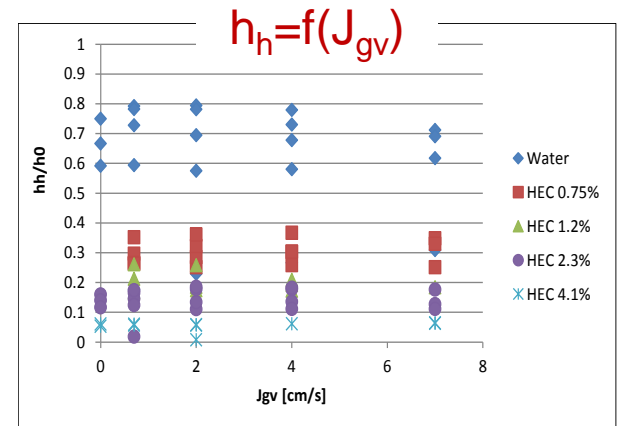 h_h=f(J_gv)
1
0.9
0.8
0.7
0.6
0.5
0.4
0.3
0.2
0.1
0
hh/h0
0 2 4 6 8
Jgv [cm/s]
Water
HEC 0.75%
HEC 1.2%
HEC 2.3%
HEC 4.1%